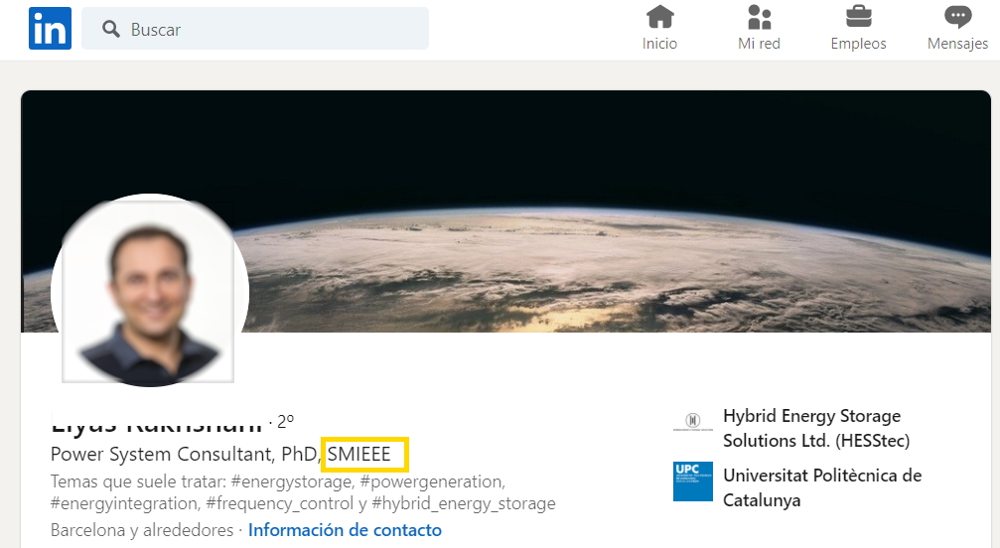 in
Buscar
Inicio
Mi red
Empleos
Mensajes
· 2º
Power System Consultant, PhD, SMIEEE
Temas que suele tratar: #energystorage, #powergeneration,
#energyintegration, #frequency_control y #hybrid_energy_storage
Barcelona y alrededores · Información de contacto
Hybrid Energy Storage
Solutions Ltd. (HESStec)
UPC
Universitat Politècnica de
Catalunya